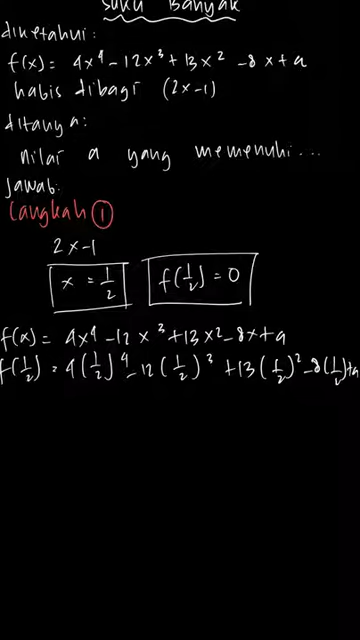 Suku Banyak
diketahui:
f(x) = 4x⁴ - 12x³ + 13x² - 8x + a
habis dibagi (2x-1)
ditanya:
nilai a yang memenuhi...
Jawab:
Langkah ①
2x-1
x = 1/2 f(1/2) = 0
f(x) = 4x⁴ - 12x³ + 13x² - 8x + a
f(1/2) = 4(1/2)⁴ - 12(1/2)³ + 13(1/2)² - 8(1/2) + a